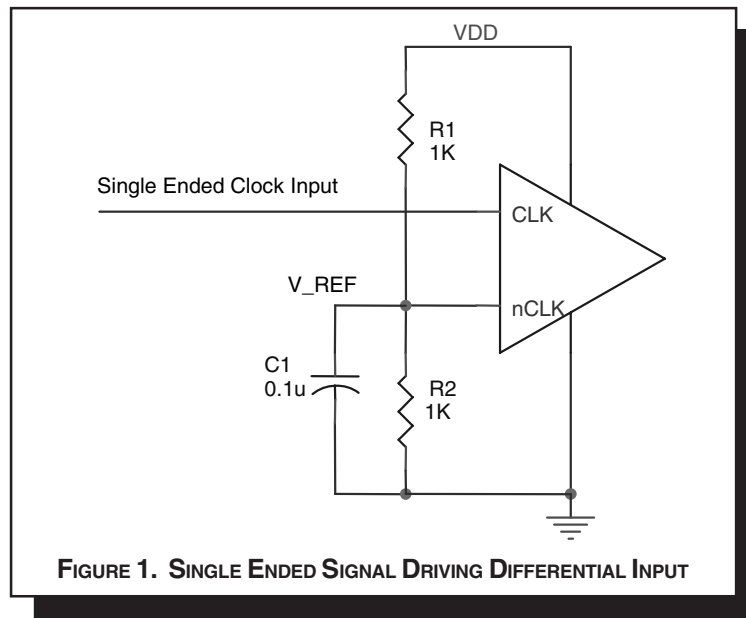 VDD
R1
1K
Single Ended Clock Input
CLK
V_REF
nCLK
C1
0.1u
R2
1K
FIGURE 1. SINGLE ENDED SIGNAL DRIVING DIFFERENTIAL INPUT